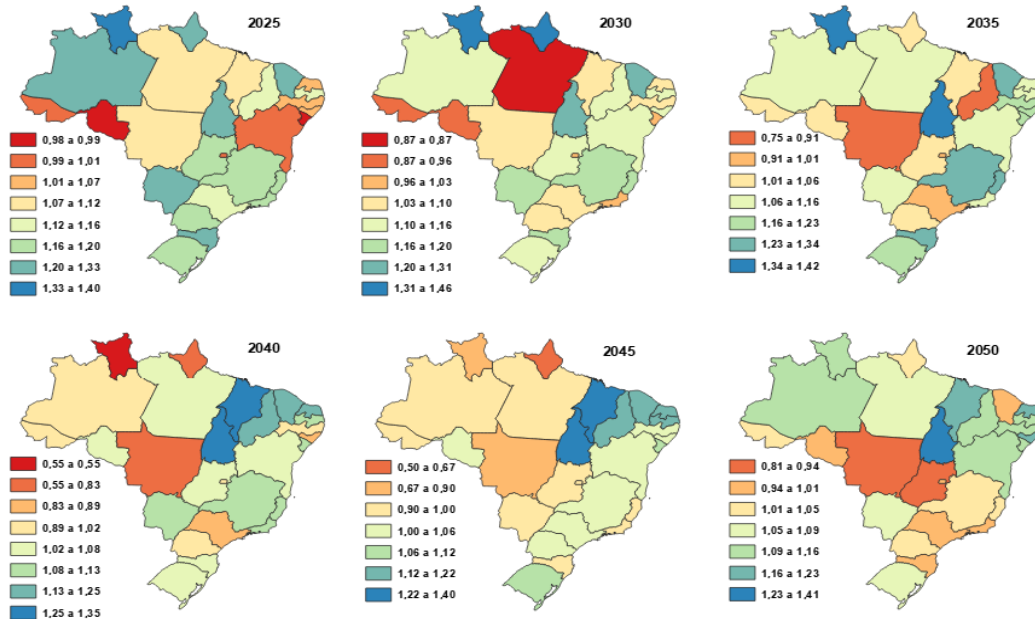 2025
0,98 a 0,99
0,99 a 1,01
1,01 a 1,07
1,07 a 1,12
1,12 a 1,16
1,16 a 1,20
1,20 a 1,33
1,33 a 1,40
2030
0,87 a 0,87
0,87 a 0,96
0,96 a 1,03
1,03 a 1,10
1,10 a 1,16
1,16 a 1,20
1,20 a 1,31
1,31 a 1,46
2035
0,75 a 0,91
0,91 a 1,01
1,01 a 1,06
1,06 a 1,16
1,16 a 1,23
1,23 a 1,34
1,34 a 1,42
2040
0,55 a 0,55
0,55 a 0,83
0,83 a 0,89
0,89 a 1,02
1,02 a 1,08
1,08 a 1,13
1,13 a 1,25
1,25 a 1,35
2045
0,50 a 0,67
0,67 a 0,90
0,90 a 1,00
1,00 a 1,06
1,06 a 1,12
1,12 a 1,22
1,22 a 1,40
2050
0,81 a 0,94
0,94 a 1,01
1,01 a 1,05
1,05 a 1,09
1,09 a 1,16
1,16 a 1,23
1,23 a 1,41